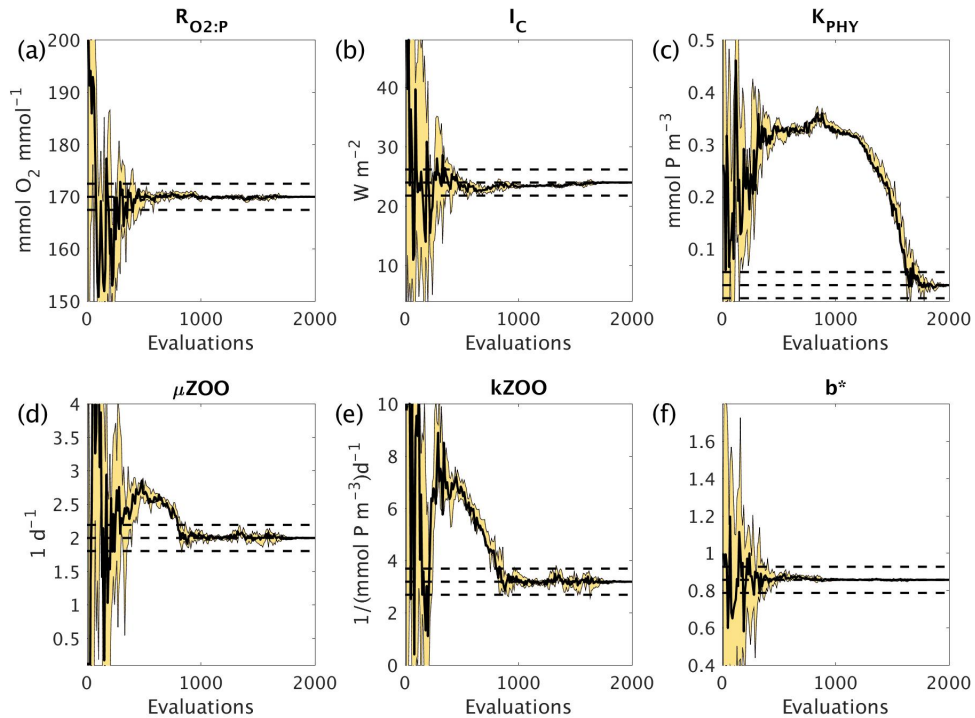 R_O2:P
I_C
K_PHY
(a)
(b)
(c)
200
190
180
170
160
150
mmol O_2 mmol^-1
40
30
20
10
W m^-2
0.5
0.4
0.3
0.2
0.1
mmol P m^-3
0 1000 2000
0 1000 2000
0 1000 2000
Evaluations
Evaluations
Evaluations
μZOO
kZOO
b*
(d)
(e)
(f)
4
3.5
3
2.5
2
1.5
1
0.5
1 d^-1
10
8
6
4
2
0
1/(mmol P m^-3)d^-1
1.6
1.4
1.2
1
0.8
0.6
0.4
0 1000 2000
0 1000 2000
0 1000 2000
Evaluations
Evaluations
Evaluations